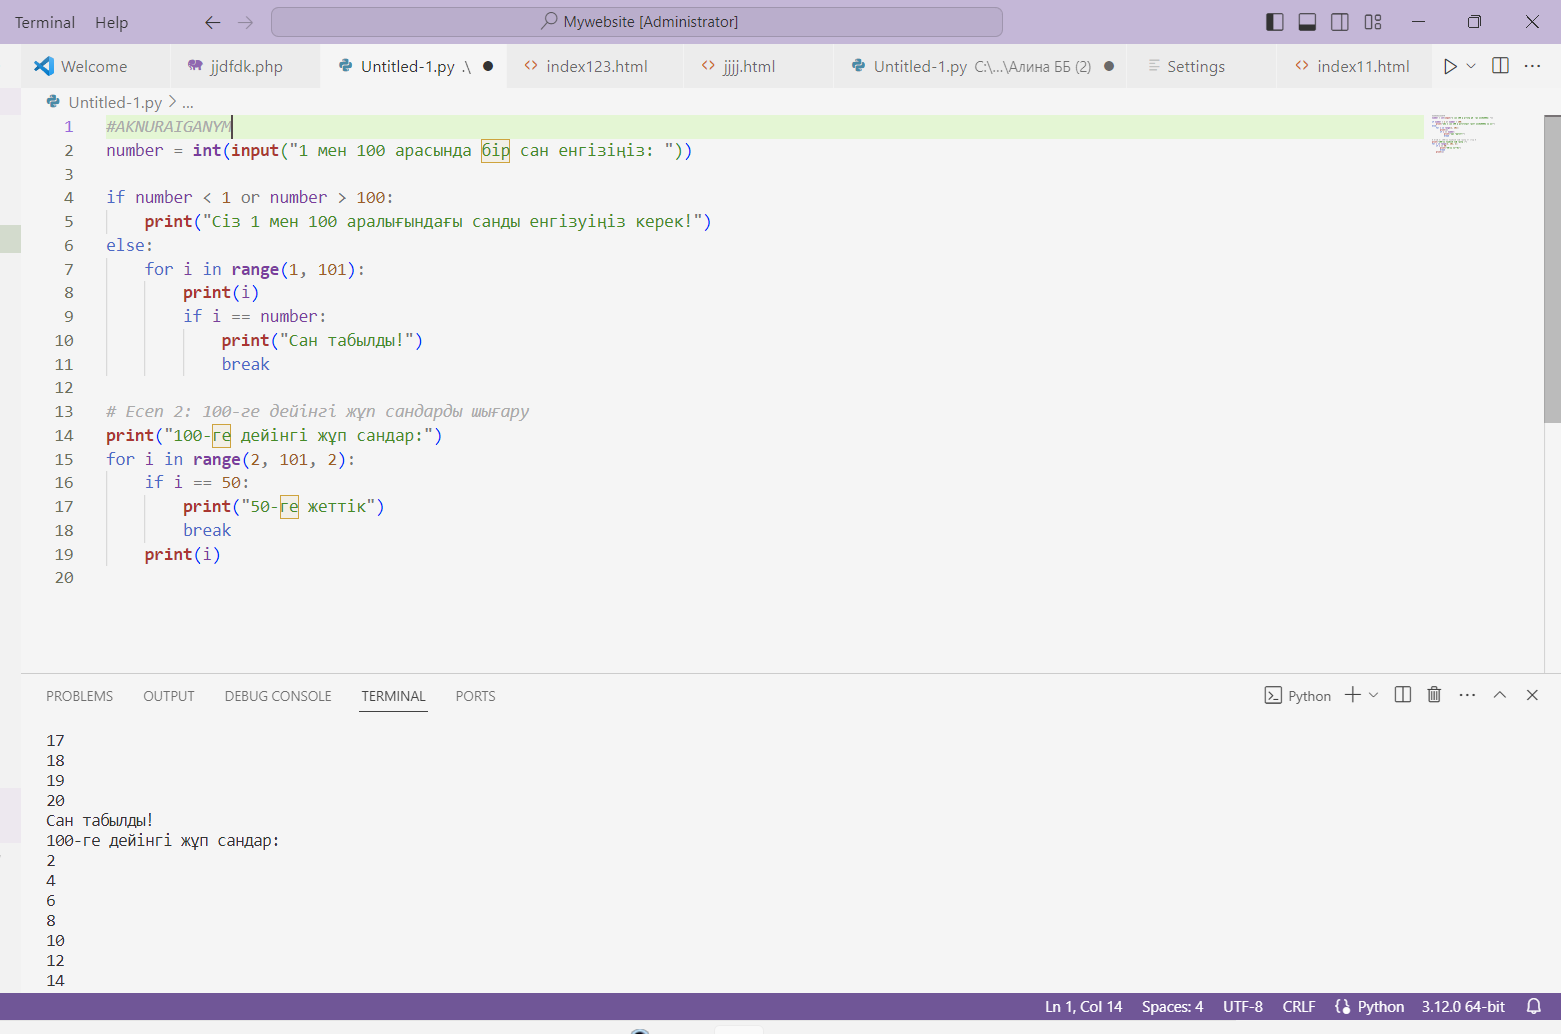 Terminal Help Mywebsite [Administrator]
Welcome jjdfdk.php Untitled-1.py .\ index123.html jjjj.html Untitled-1.py C:\...\Алина ББ (2) Settings index11.html
Untitled-1.py > ...
1 #AKNURAIGANYM
2 number = int(input("1 мен 100 арасында бір сан енгізіңіз: "))
3
4 if number < 1 or number > 100:
5 print("Сіз 1 мен 100 аралығындағы санды енгізуіңіз керек!")
6 else:
7 for i in range(1, 101):
8 print(i)
9 if i == number:
10 print("Сан табылды!")
11 break
12
13 # Есеп 2: 100-ге дейінгі жұп сандарды шығару
14 print("100-ге дейінгі жұп сандар:")
15 for i in range(2, 101, 2):
16 if i == 50:
17 print("50-ге жеттік")
18 break
19 print(i)
20
PROBLEMS OUTPUT DEBUG CONSOLE TERMINAL PORTS Python
17
18
19
20
Сан табылды!
100-ге дейінгі жұп сандар:
2
4
6
8
10
12
14
Ln 1, Col 14 Spaces: 4 UTF-8 CRLF Python 3.12.0 64-bit